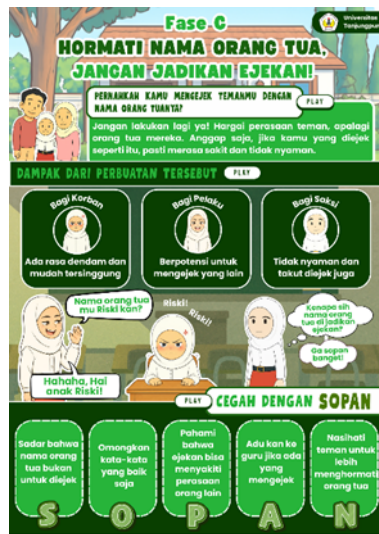 Fase C
Universitas
Tanjungpura
HORMATI NAMA ORANG TUA,
JANGAN JADIKAN EJEKAN!
PERNAHKAH KAMU MENGEJEK TEMANMU DENGAN
NAMA ORANG TUANYA?
PLAY
Jangan lakukan lagi ya! Hargai perasaan teman, apalagi
orang tua mereka. Anggap saja, jika kamu yang diejek
seperti itu, pasti merasa sakit dan tidak nyaman.
DAMPAK DARI PERBUATAN TERSEBUT
PLAY
Bagi Korban
Ada rasa dendam dan
mudah tersinggung
Bagi Pelaku
Berpotensi untuk
mengejek yang lain
Bagi Saksi
Tidak nyaman dan
takut diejek juga
Nama orang tua
mu Riski kan?
Riski!
Riski!
Kenapa sih
nama orang
tua di jadikan
ejekan?
Ga sopan
banget!
Hahaha, Hai
anak Riski!
PLAY
CEGAH DENGAN SOPAN
Sadar bahwa
nama orang
tua bukan
untuk diejek
S
Omongkan
kata-kata
yang baik
saja
O
Pahami
bahwa
ejekan bisa
menyakiti
perasaan
orang lain
P
Adu kan ke
guru jika ada
yang
mengejek
A
Nasihati
teman untuk
lebih
menghormati
orang tua
N